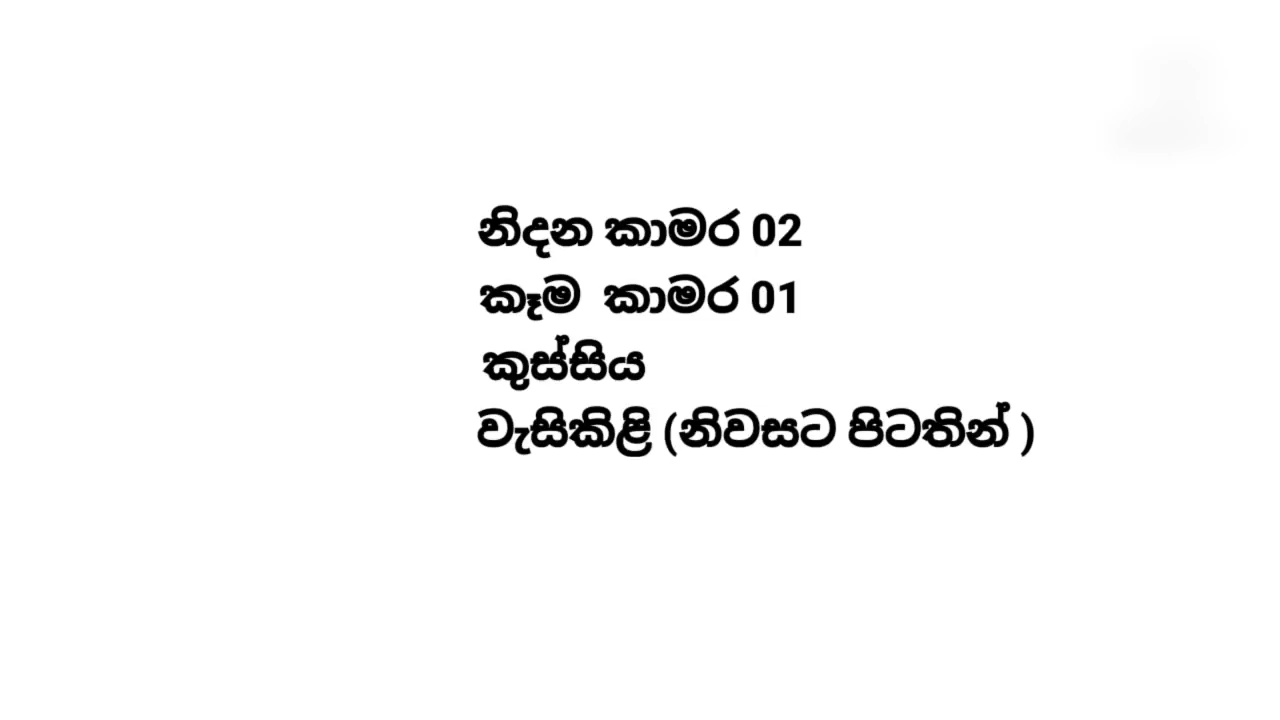 නිදන කාමර 02
කෑම කාමර 01
කුස්සිය
වැසිකිළි (නිවසට පිටතින් )